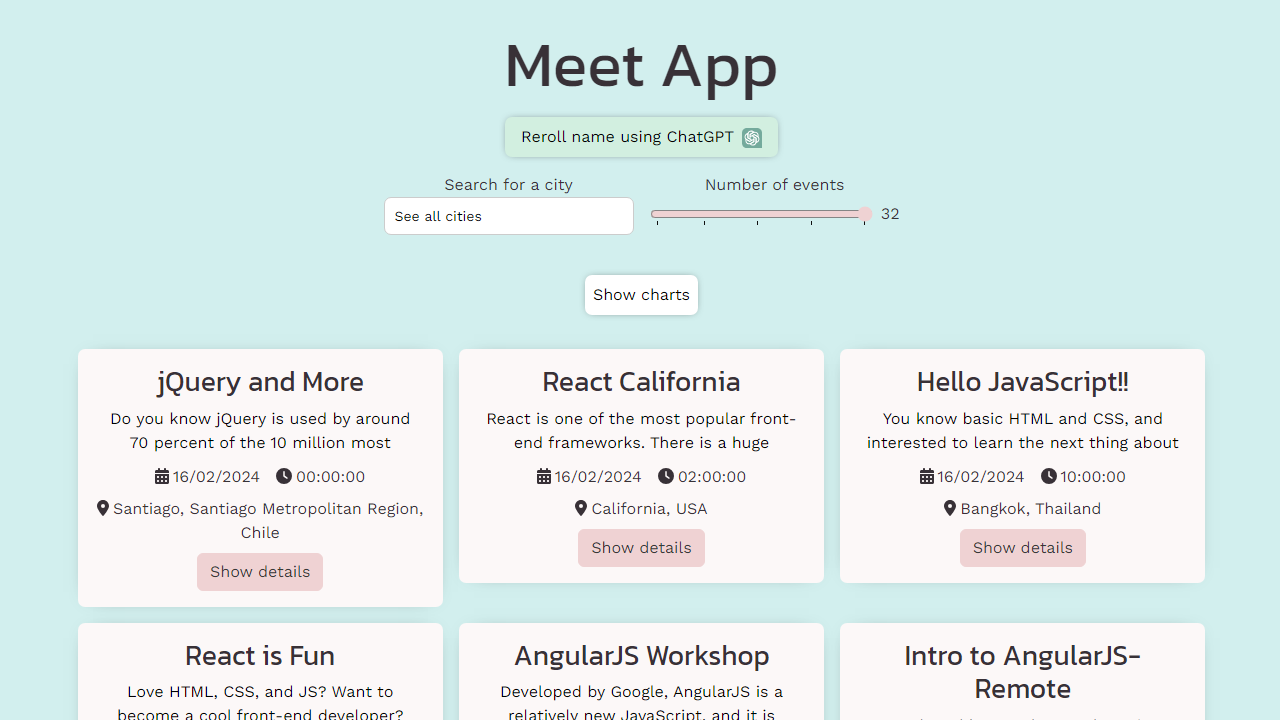 Meet App
Reroll name using ChatGPT
Search for a city
Number of events
See all cities
32
Show charts
jQuery and More
Do you know jQuery is used by around
70 percent of the 10 million most
16/02/2024 00:00:00
Santiago, Santiago Metropolitan Region,
Chile
Show details
React California
React is one of the most popular front-
end frameworks. There is a huge
16/02/2024 02:00:00
California, USA
Show details
Hello JavaScript!!
You know basic HTML and CSS, and
interested to learn the next thing about
16/02/2024 10:00:00
Bangkok, Thailand
Show details
React is Fun
Love HTML, CSS, and JS? Want to
become a cool front-end developer?
AngularJS Workshop
Developed by Google, AngularJS is a
relatively new JavaScript, and it is
Intro to AngularJS-
Remote